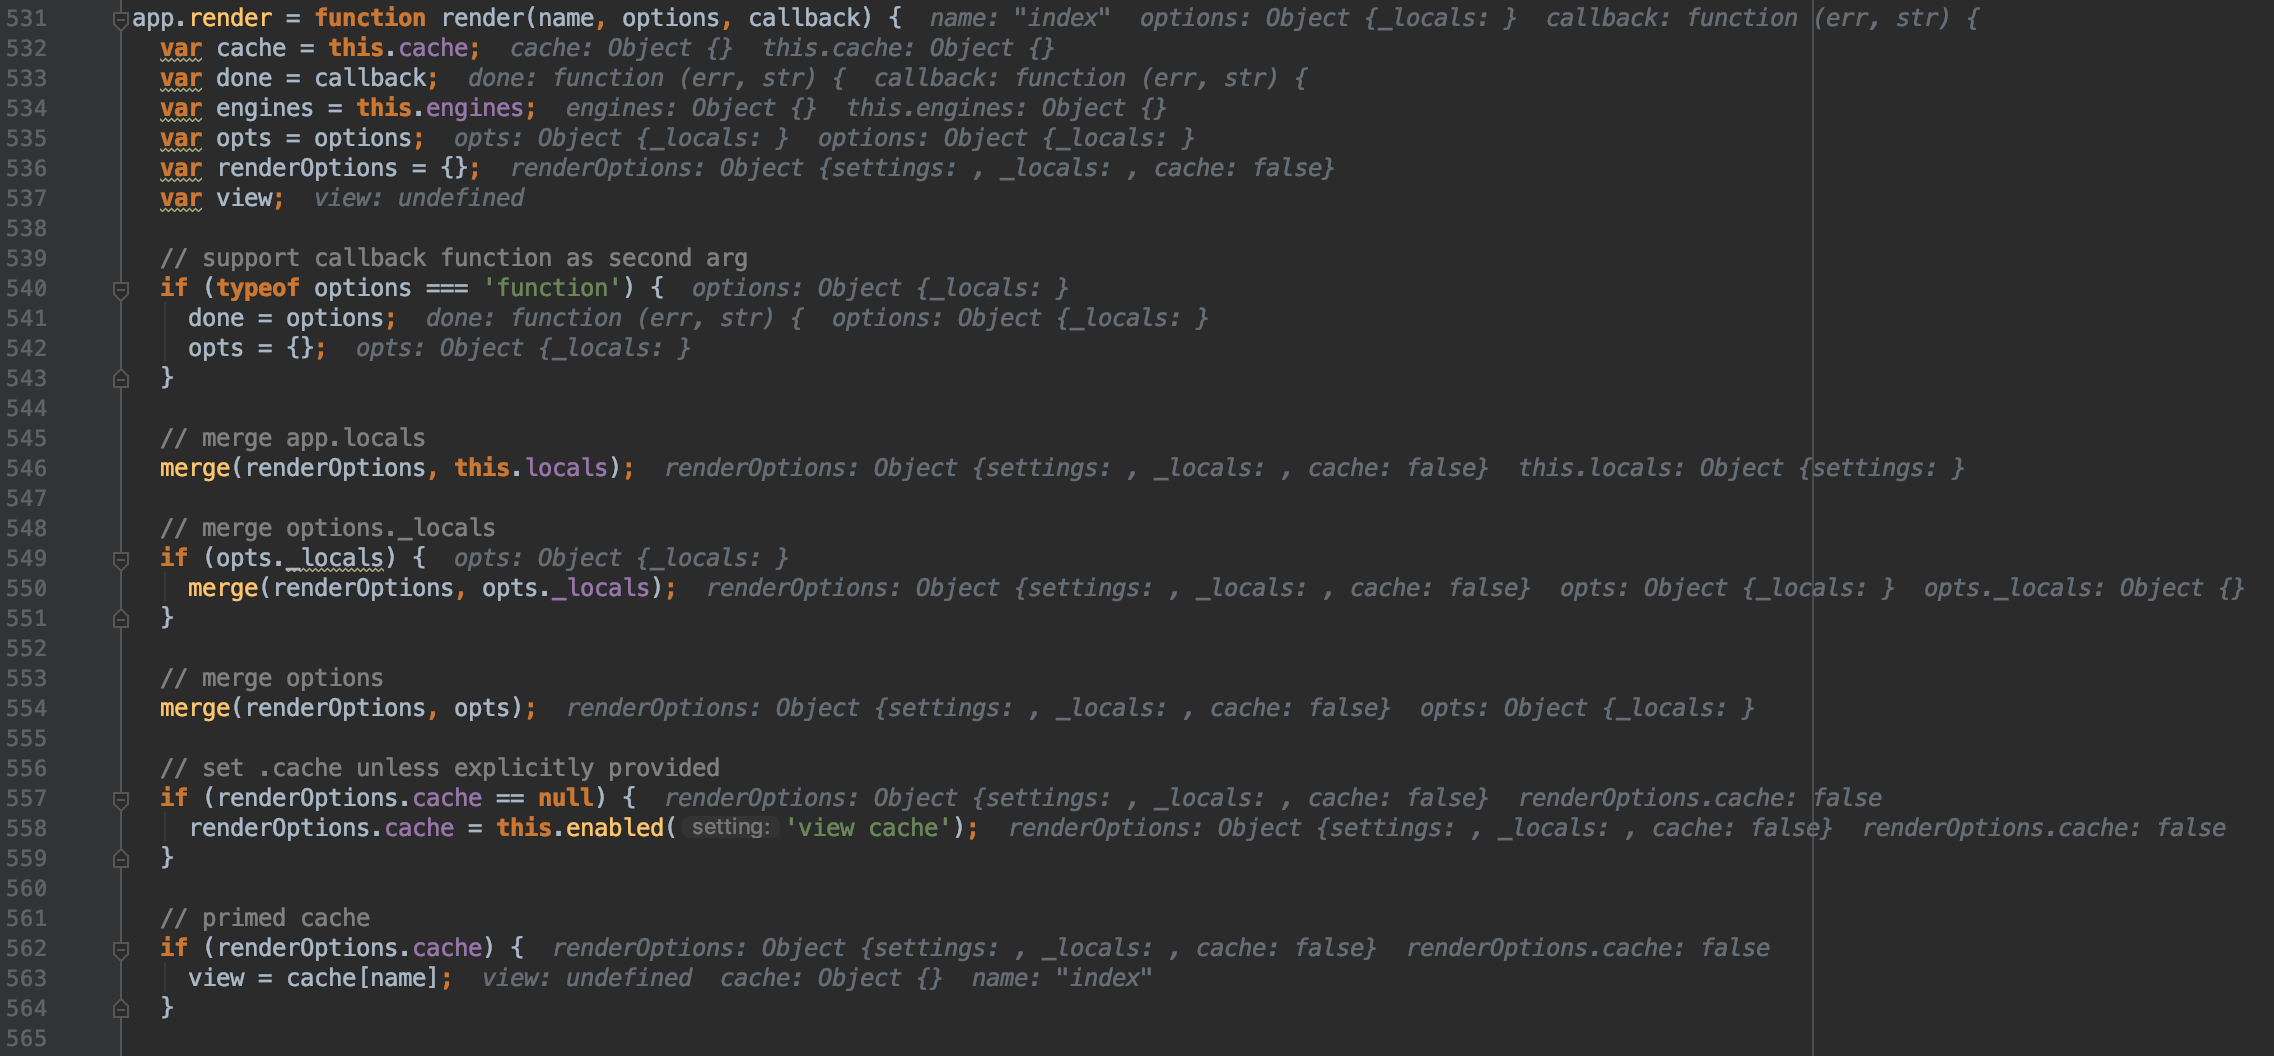 531 app.render = function render(name, options, callback) {  name: "index"  options: Object {_locals: }  callback: function (err, str) {
532   var cache = this.cache;  cache: Object {}  this.cache: Object {}
533   var done = callback;  done: function (err, str) {  callback: function (err, str) {
534   var engines = this.engines;  engines: Object {}  this.engines: Object {}
535   var opts = options;  opts: Object {_locals: }  options: Object {_locals: }
536   var renderOptions = {};  renderOptions: Object {settings: , _locals: , cache: false}
537   var view;  view: undefined
538
539   // support callback function as second arg
540   if (typeof options === 'function') {  options: Object {_locals: }
541     done = options;  done: function (err, str) {  options: Object {_locals: }
542     opts = {};  opts: Object {_locals: }
543   }
544
545   // merge app.locals
546   merge(renderOptions, this.locals);  renderOptions: Object {settings: , _locals: , cache: false}  this.locals: Object {settings: }
547
548   // merge options._locals
549   if (opts._locals) {  opts: Object {_locals: }
550     merge(renderOptions, opts._locals);  renderOptions: Object {settings: , _locals: , cache: false}  opts: Object {_locals: }  opts._locals: Object {}
551   }
552
553   // merge options
554   merge(renderOptions, opts);  renderOptions: Object {settings: , _locals: , cache: false}  opts: Object {_locals: }
555
556   // set .cache unless explicitly provided
557   if (renderOptions.cache == null) {  renderOptions: Object {settings: , _locals: , cache: false}  renderOptions.cache: false
558     renderOptions.cache = this.enabled( setting: 'view cache');  renderOptions: Object {settings: , _locals: , cache: false}  renderOptions.cache: false
559   }
560
561   // primed cache
562   if (renderOptions.cache) {  renderOptions: Object {settings: , _locals: , cache: false}  renderOptions.cache: false
563     view = cache[name];  view: undefined  cache: Object {}  name: "index"
564   }
565